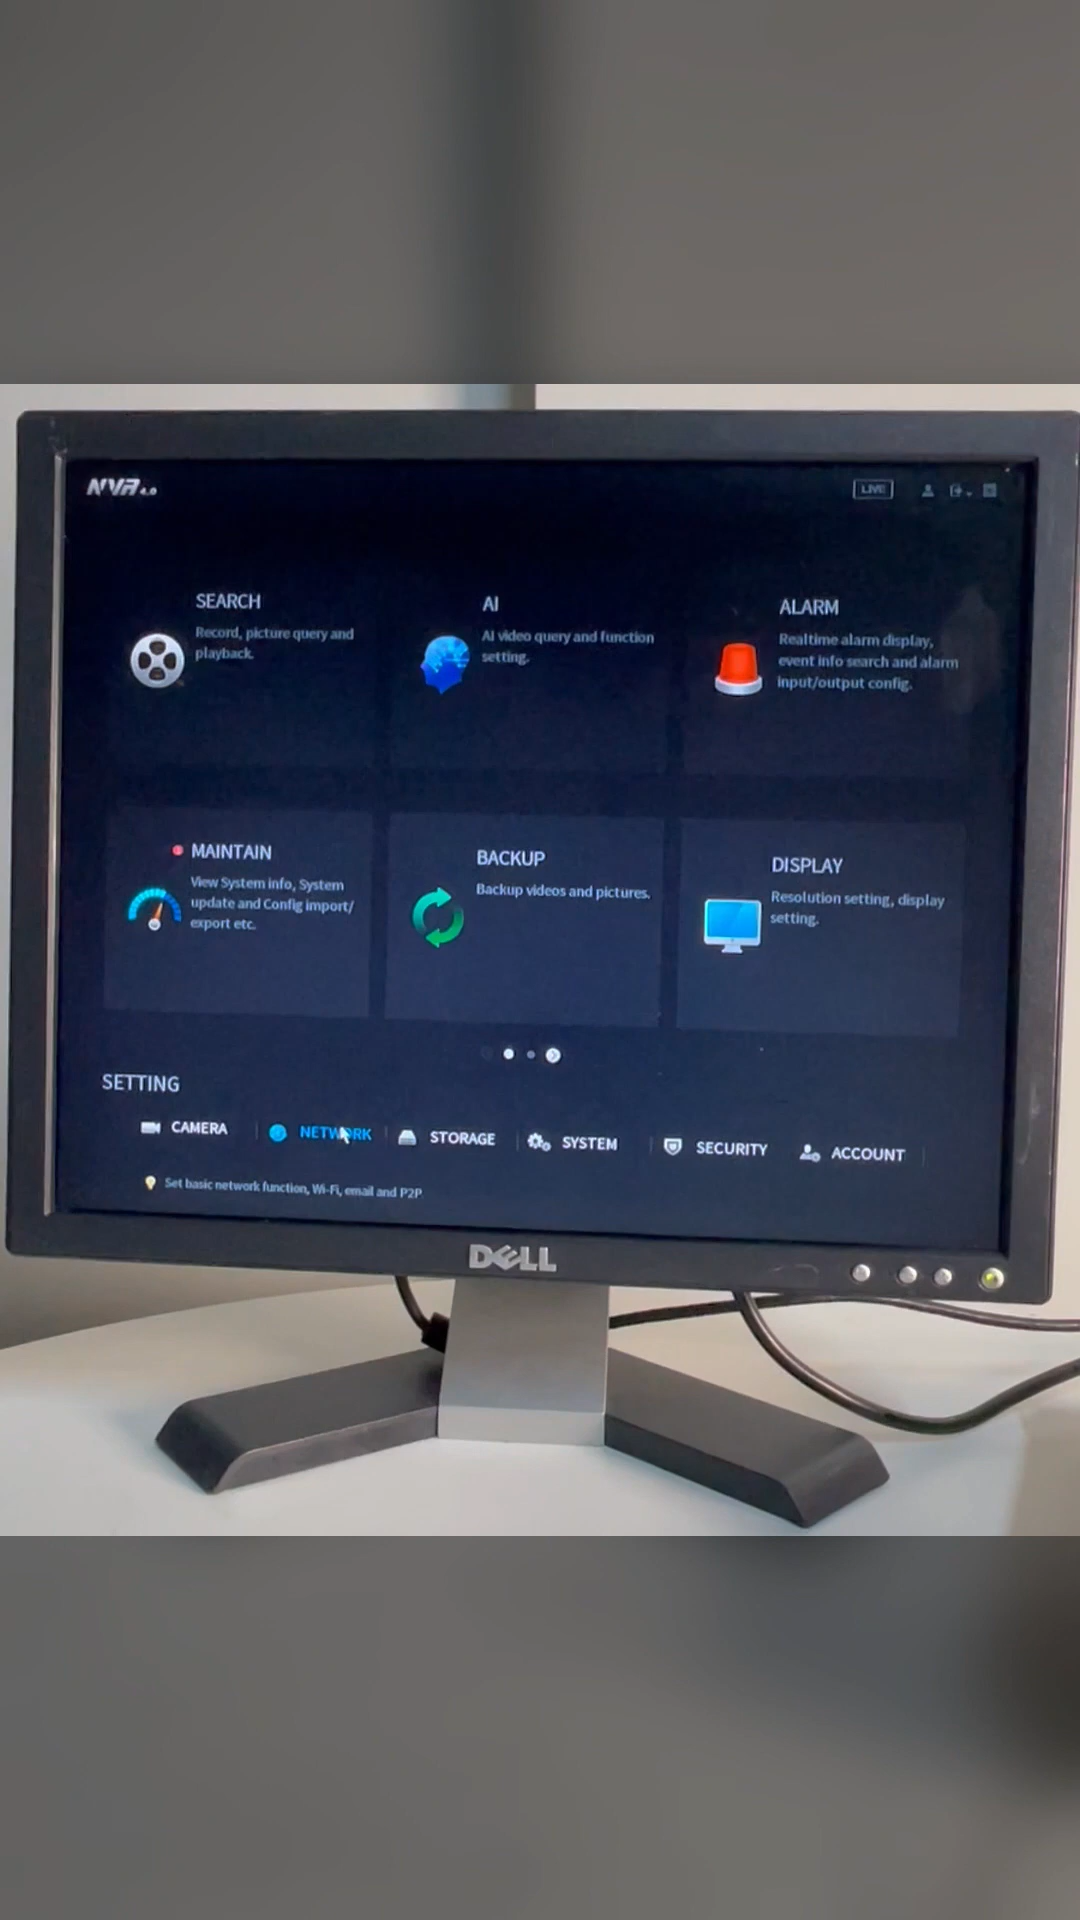 NVR 4.0
LIVE
SEARCH
Record, picture query and
playback.
AI
AI video query and function
setting.
ALARM
Realtime alarm display,
event info search and alarm
input/output config.
MAINTAIN
View System info, System
update and Config import/
export etc.
BACKUP
Backup videos and pictures.
DISPLAY
Resolution setting, display
setting.
SETTING
CAMERA
NETWORK
STORAGE
SYSTEM
SECURITY
ACCOUNT
Set basic network function, Wi-Fi, email and P2P
DELL